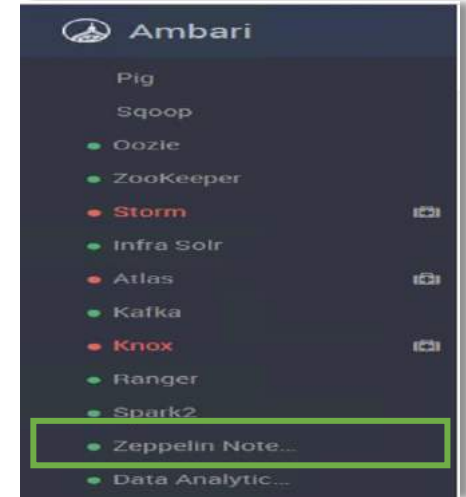 Ambari
Pig
Sqoop
Oozie
ZooKeeper
Storm
Infra Solr
Atlas
Kafka
Knox
Ranger
Spark2
Zeppelin Note...
Data Analytic...